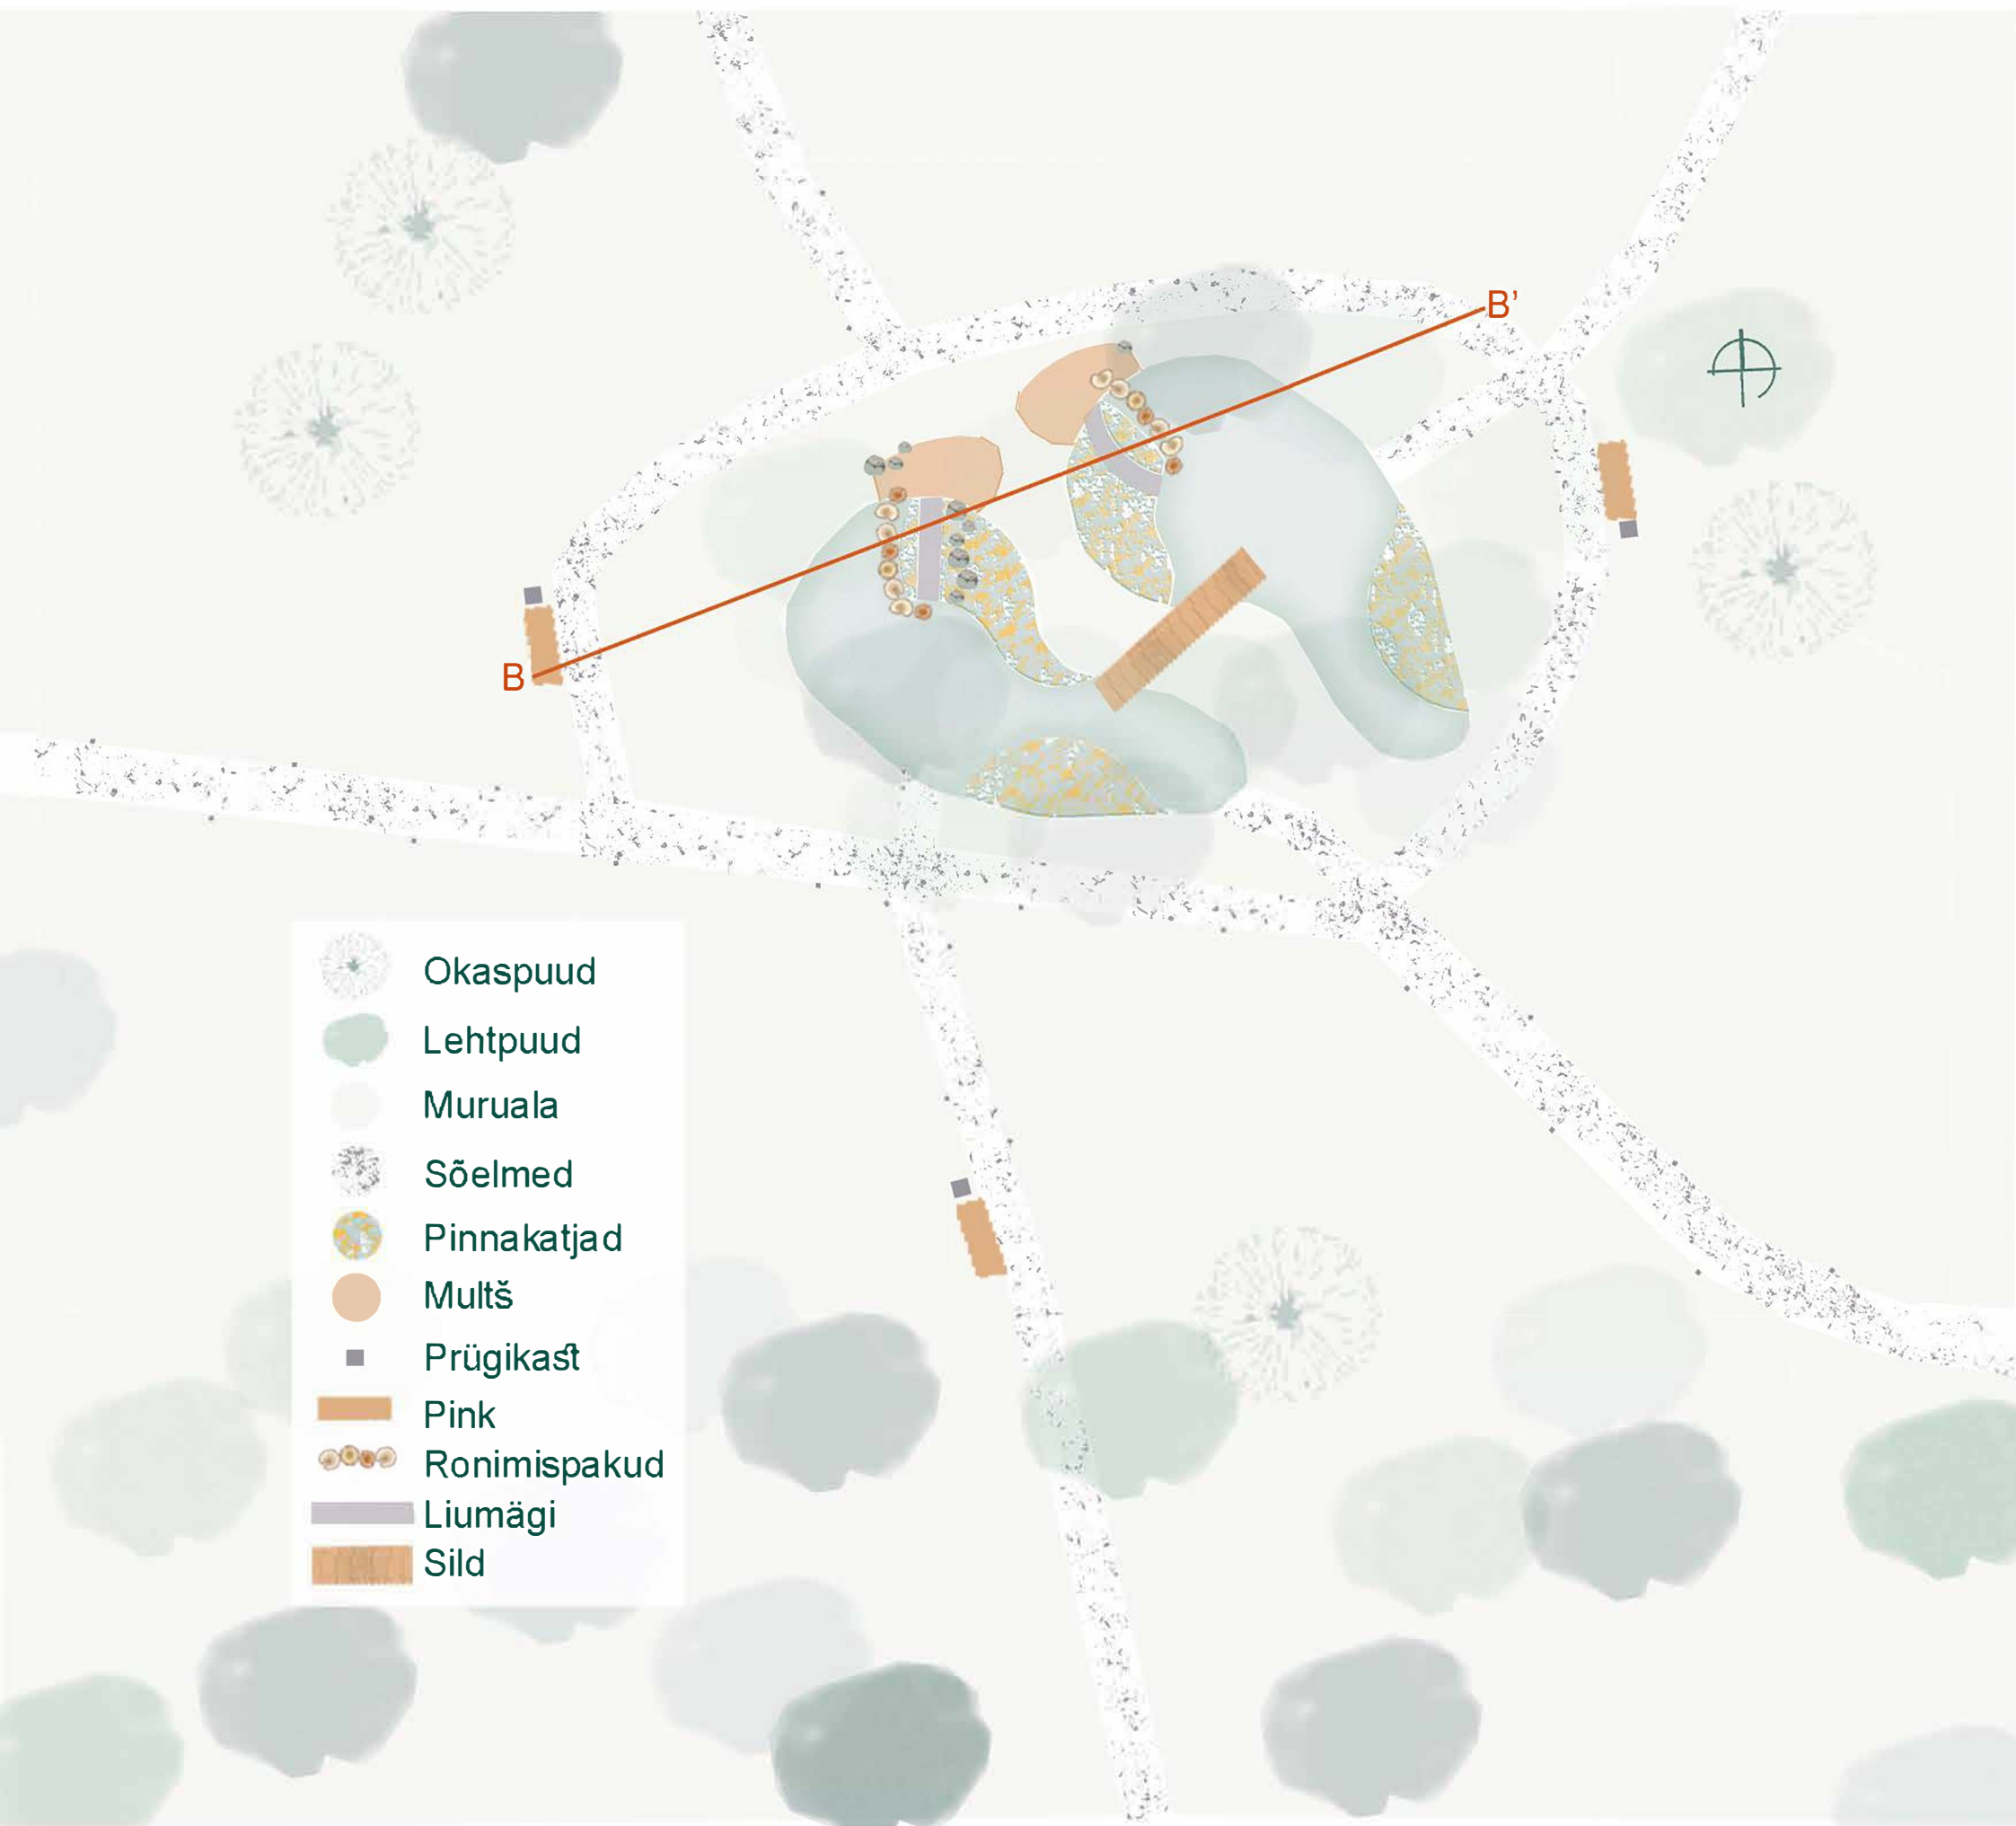 B'
B
Okaspuud
Lehtpuud
Muruala
Sõelmed
Pinnakatjad
Multš
Prügikast
Pink
Ronimispakud
Liumägi
Sild